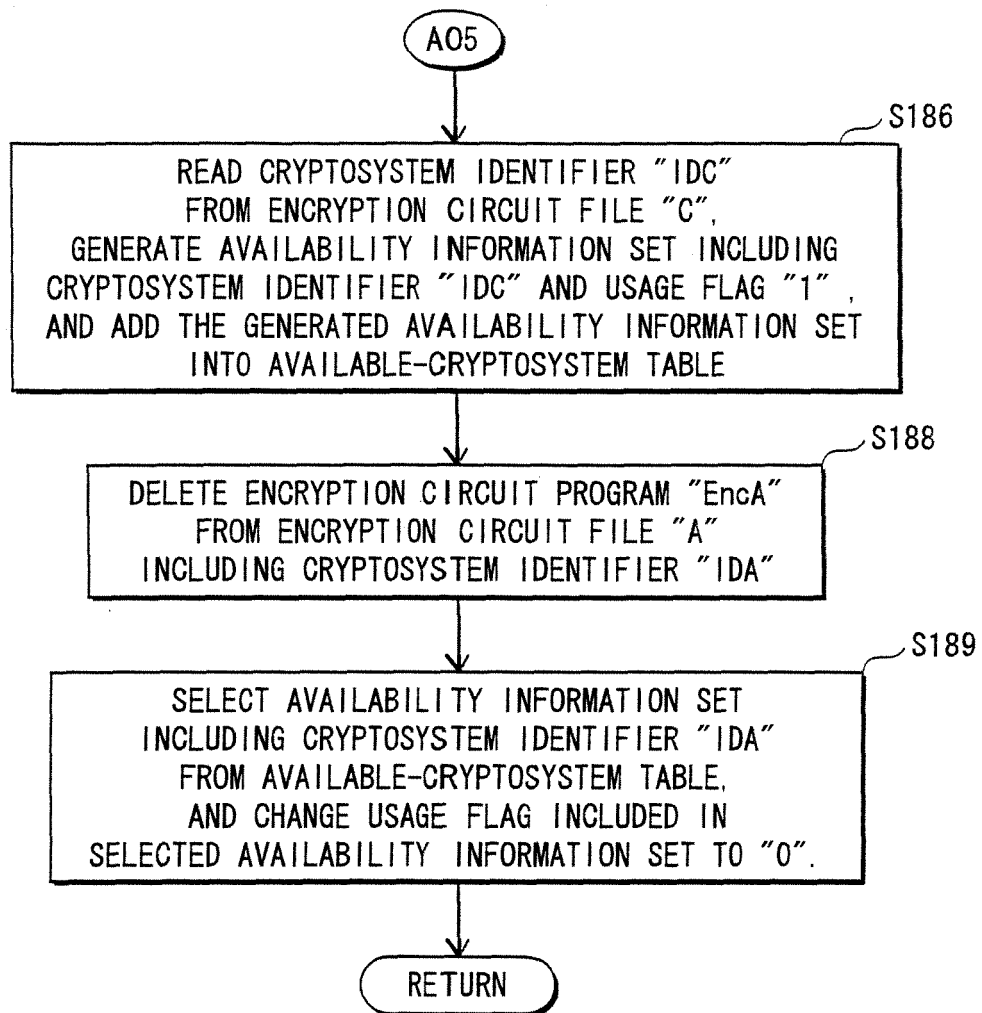 A05
S186
READ CRYPTOSYSTEM IDENTIFIER "IDC"
FROM ENCRYPTION CIRCUIT FILE "C",
GENERATE AVAILABILITY INFORMATION SET INCLUDING
CRYPTOSYSTEM IDENTIFIER "IDC" AND USAGE FLAG "1" ,
AND ADD THE GENERATED AVAILABILITY INFORMATION SET
INTO AVAILABLE-CRYPTOSYSTEM TABLE
S188
DELETE ENCRYPTION CIRCUIT PROGRAM "EncA"
FROM ENCRYPTION CIRCUIT FILE "A"
INCLUDING CRYPTOSYSTEM IDENTIFIER "IDA"
S189
SELECT AVAILABILITY INFORMATION SET
INCLUDING CRYPTOSYSTEM IDENTIFIER "IDA"
FROM AVAILABLE-CRYPTOSYSTEM TABLE,
AND CHANGE USAGE FLAG INCLUDED IN
SELECTED AVAILABILITY INFORMATION SET TO "0".
RETURN